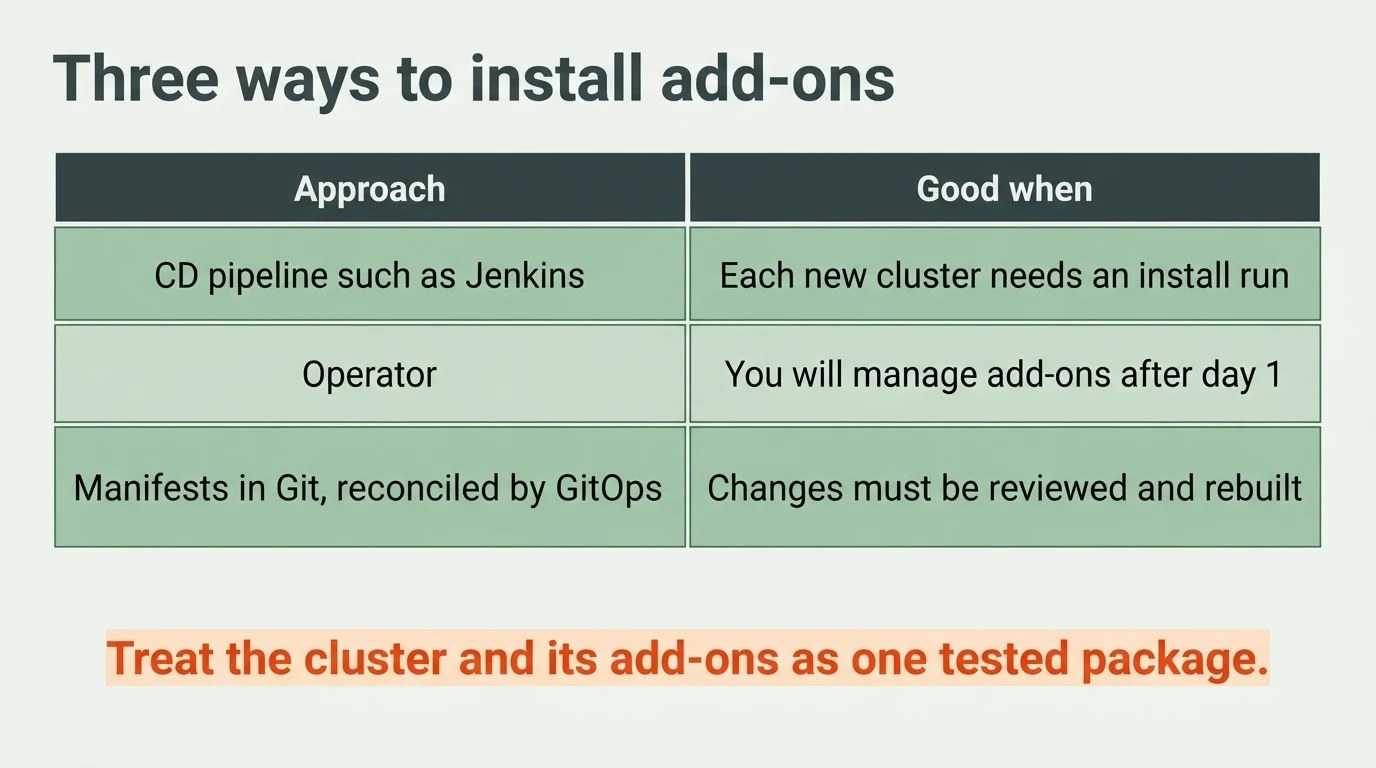 Three ways to install add-ons
Approach
Good when
CD pipeline such as Jenkins
Each new cluster needs an install run
Operator
You will manage add-ons after day 1
Manifests in Git, reconciled by GitOps
Changes must be reviewed and rebuilt
Treat the cluster and its add-ons as one tested package.